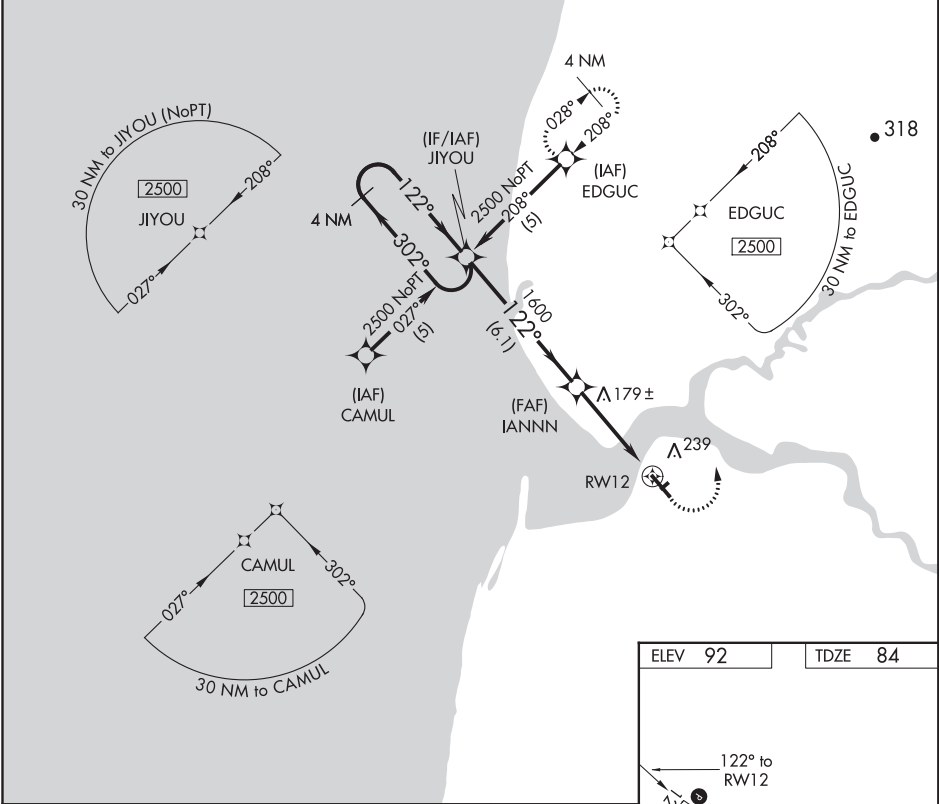 4 NM
028°
208°
(IAF)
EDGUC
318
30 NM to JIYOU (NoPT)
2500
JIYOU
208°
027°
(IF/IAF)
JIYOU
2500 NoPT
208°
(5)
122°
4 NM
302°
2500 NoPT
027°
(5)
(IAF)
CAMUL
208°
EDGUC
2500
30 NM to EDGUC
302°
1600
122°
(6.1)
(FAF)
IANNN
179 ±
239
RW12
CAMUL
2500
027°
302°
30 NM to CAMUL
ELEV 92
TDZE 84
122° to
RW12
P